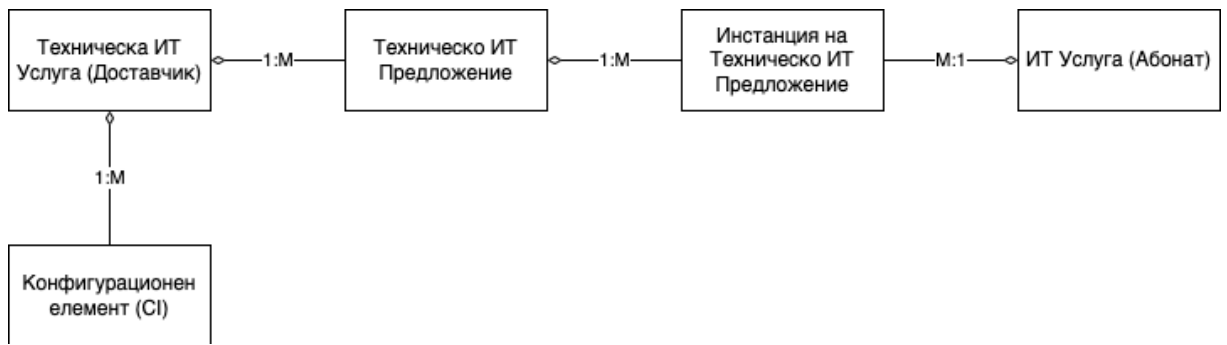 Техническа ИТ
Услуга (Доставчик)
1:M
Техническо ИТ
Предложение
1:M
Инстанция на
Техническо ИТ
Предложение
M:1
ИТ Услуга (Абонат)
1:M
Конфигурационен
елемент (CI)